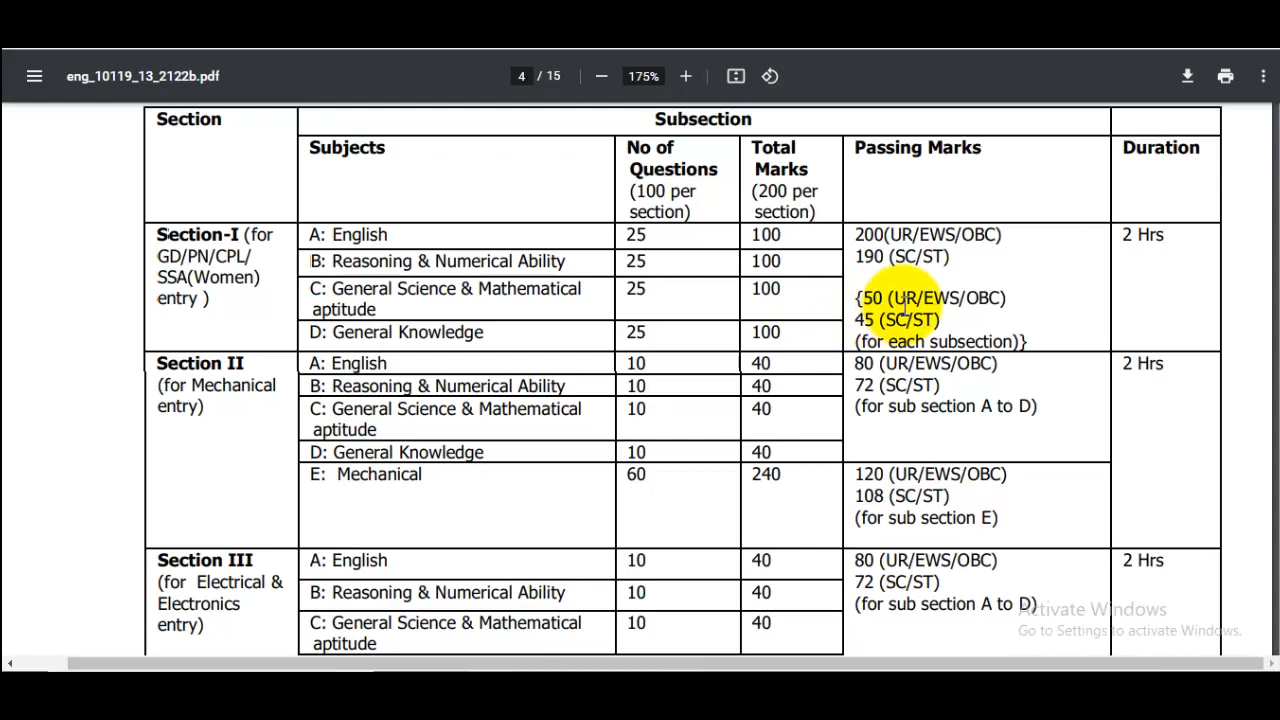 eng_10119_13_2122b.pdf
4 / 15
175%
Section
Subsection
Subjects
No of
Questions
(100 per
section)
Total
Marks
(200 per
section)
Passing Marks
Duration
Section-I (for
GD/PN/CPL/
SSA(Women)
entry )
A: English
25
100
B: Reasoning & Numerical Ability
25
100
C: General Science & Mathematical
aptitude
25
100
D: General Knowledge
25
100
200(UR/EWS/OBC)
190 (SC/ST)
{50 (UR/EWS/OBC)
45 (SC/ST)
(for each subsection)}
2 Hrs
Section II
(for Mechanical
entry)
A: English
10
40
B: Reasoning & Numerical Ability
10
40
C: General Science & Mathematical
aptitude
10
40
D: General Knowledge
10
40
80 (UR/EWS/OBC)
72 (SC/ST)
(for sub section A to D)
2 Hrs
E: Mechanical
60
240
120 (UR/EWS/OBC)
108 (SC/ST)
(for sub section E)
Section III
(for Electrical &
Electronics
entry)
A: English
10
40
B: Reasoning & Numerical Ability
10
40
C: General Science & Mathematical
aptitude
10
40
80 (UR/EWS/OBC)
72 (SC/ST)
(for sub section A to D)
2 Hrs
Activate Windows
Go to Settings to activate Windows.